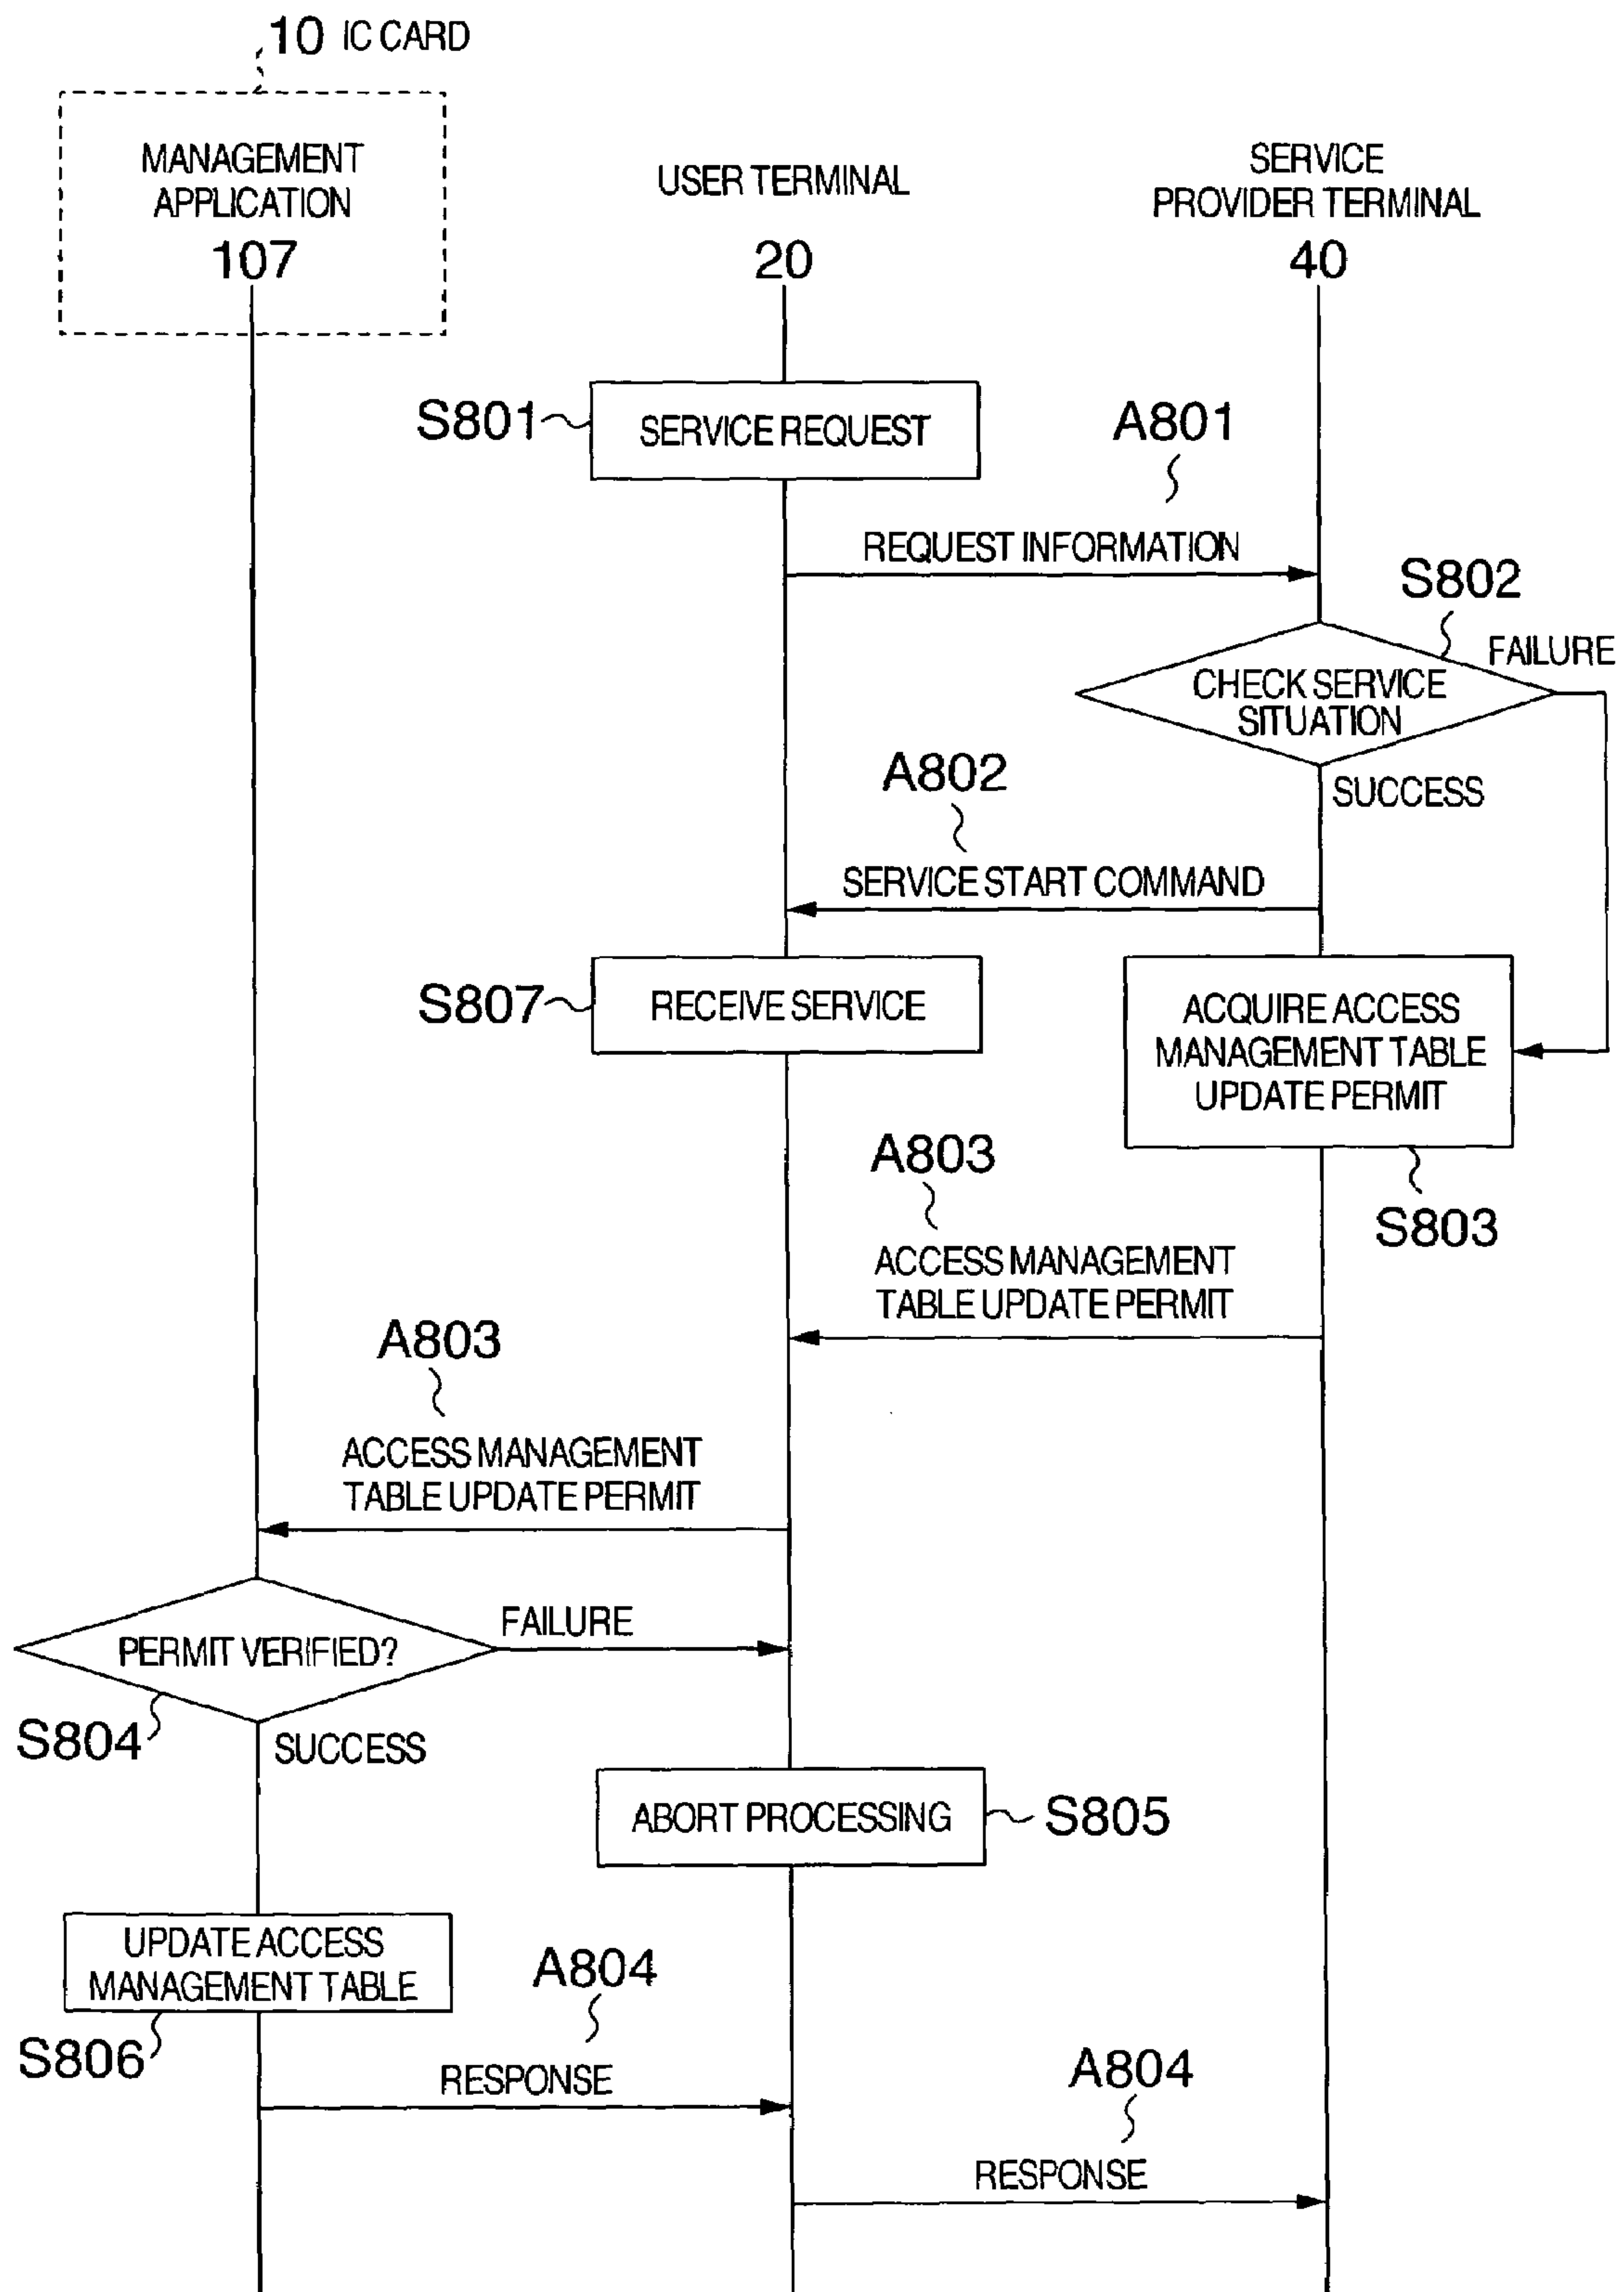 10 IC CARD
MANAGEMENT
APPLICATION
107
USER TERMINAL
20
SERVICE
PROVIDER TERMINAL
40
S801
SERVICE REQUEST
A801
REQUEST INFORMATION
S802
FAILURE
CHECK SERVICE
SITUATION
SUCCESS
A802
SERVICE START COMMAND
S807
RECEIVE SERVICE
ACQUIRE ACCESS
MANAGEMENT TABLE
UPDATE PERMIT
S803
A803
ACCESS MANAGEMENT
TABLE UPDATE PERMIT
A803
ACCESS MANAGEMENT
TABLE UPDATE PERMIT
PERMIT VERIFIED?
FAILURE
S804
SUCCESS
ABORT PROCESSING
S805
UPDATE ACCESS
MANAGEMENT TABLE
S806
A804
RESPONSE
A804
RESPONSE